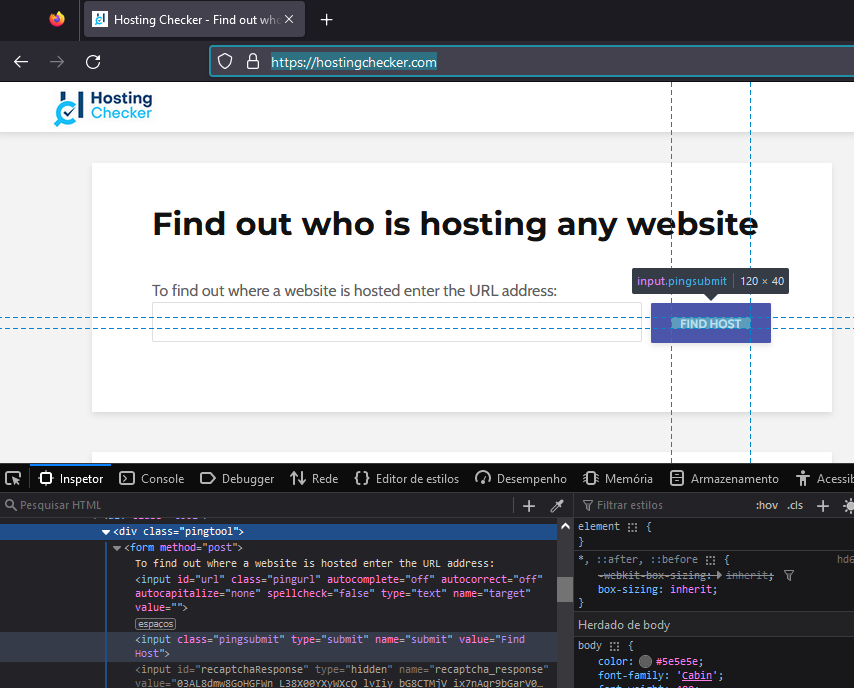 Hosting Checker - Find out who
https://hostingchecker.com
Hosting
Checker
Find out who is hosting any website
To find out where a website is hosted enter the URL address:
input.pingsubmit 120 × 40
FIND HOST
Inspetor Console Debugger Rede Editor de estilos Desempenho Memória Armazenamento Acessib
Pesquisar HTML
Filtrar estilos :hov .cls
<div class="pingtool">
<form method="post">
To find out where a website is hosted enter the URL address:
<input id="url" class="pingurl" autocomplete="off" autocorrect="off"
autocapitalize="none" spellcheck="false" type="text" name="target"
value="">
espaços
<input class="pingsubmit" type="submit" name="submit" value="Find
Host">
<input id="recaptchaResponse" type="hidden" name="recaptcha_response"
element {
}
*, ::after, ::before { hd6
-webkit-box-sizing: inherit;
box-sizing: inherit;
}
Herdado de body
body {
color: #5e5e5e;
font-family: 'Cabin';